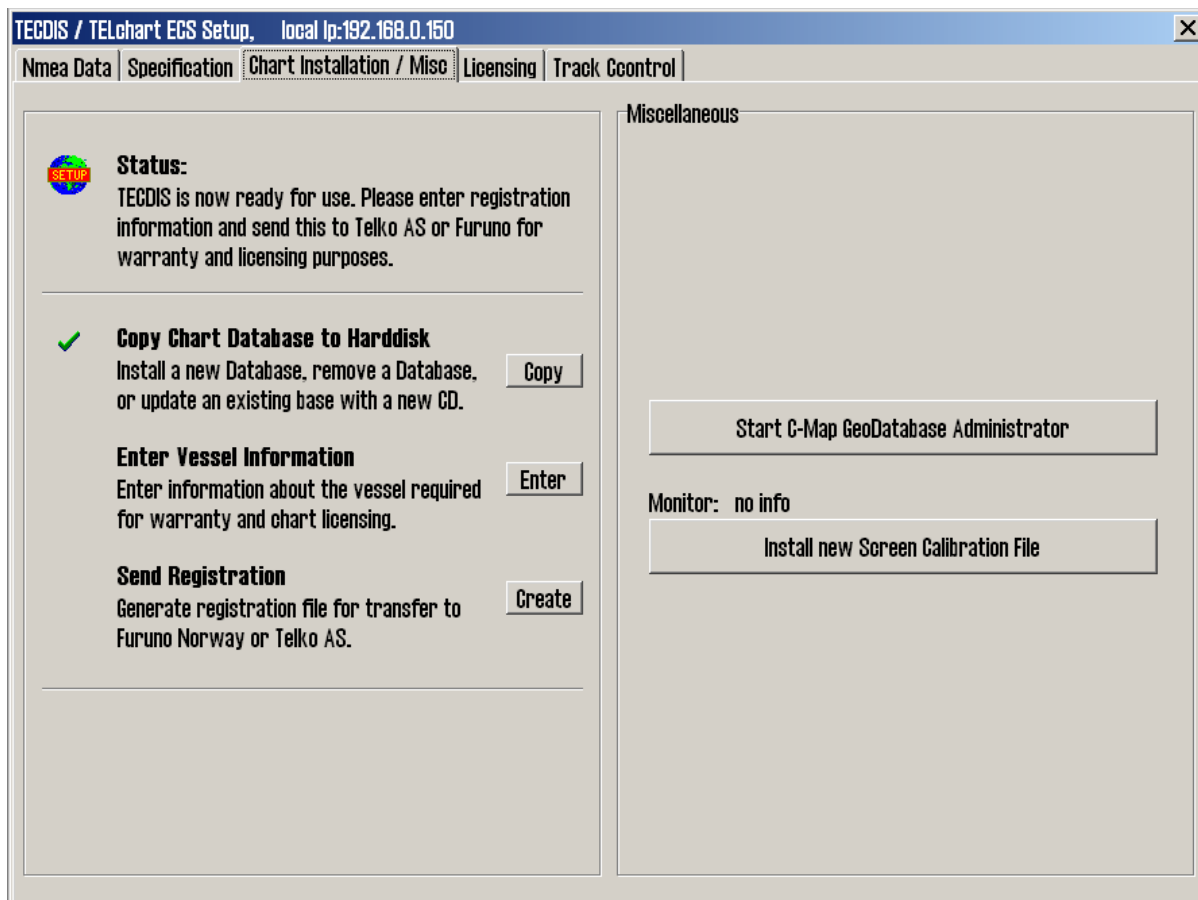 TECDIS / TELchart ECS Setup, local Ip:192.168.0.150
Nmea Data Specification Chart Installation / Misc Licensing Track Ccontrol
SETUP
Status:
TECDIS is now ready for use. Please enter registration
information and send this to Telko AS or Furuno for
warranty and licensing purposes.
Copy Chart Database to Harddisk
Install a new Database, remove a Database,
or update an existing base with a new CD.
Copy
Enter Vessel Information
Enter information about the vessel required
for warranty and chart licensing.
Enter
Send Registration
Generate registration file for transfer to
Furuno Norway or Telko AS.
Create
Miscellaneous
Start C-Map GeoDatabase Administrator
Monitor: no info
Install new Screen Calibration File